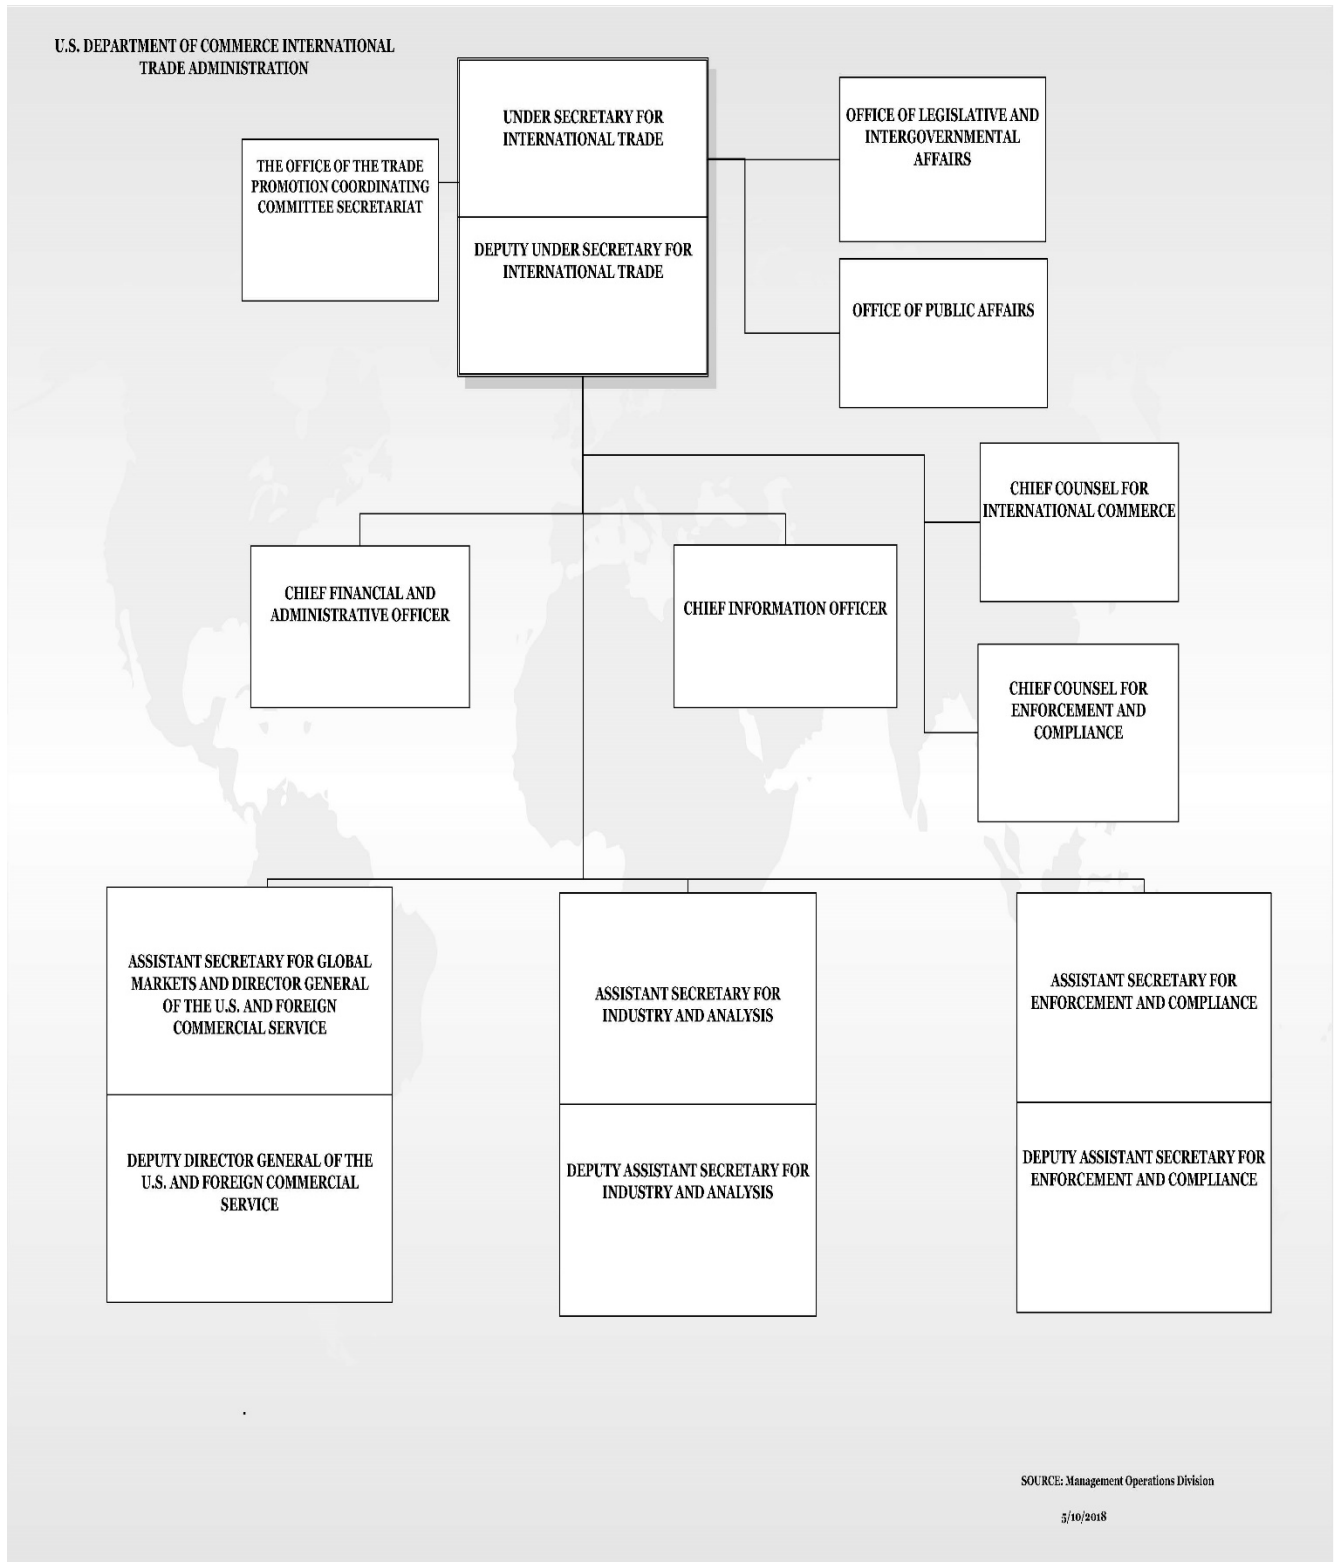 U.S. DEPARTMENT OF COMMERCE INTERNATIONAL
TRADE ADMINISTRATION
UNDER SECRETARY FOR
INTERNATIONAL TRADE
DEPUTY UNDER SECRETARY FOR
INTERNATIONAL TRADE
THE OFFICE OF THE TRADE
PROMOTION COORDINATING
COMMITTEE SECRETARIAT
OFFICE OF LEGISLATIVE AND
INTERGOVERNMENTAL
AFFAIRS
OFFICE OF PUBLIC AFFAIRS
CHIEF COUNSEL FOR
INTERNATIONAL COMMERCE
CHIEF FINANCIAL AND
ADMINISTRATIVE OFFICER
CHIEF INFORMATION OFFICER
CHIEF COUNSEL FOR
ENFORCEMENT AND
COMPLIANCE
ASSISTANT SECRETARY FOR GLOBAL
MARKETS AND DIRECTOR GENERAL
OF THE U.S. AND FOREIGN
COMMERCIAL SERVICE
DEPUTY DIRECTOR GENERAL OF THE
U.S. AND FOREIGN COMMERCIAL
SERVICE
ASSISTANT SECRETARY FOR
INDUSTRY AND ANALYSIS
DEPUTY ASSISTANT SECRETARY FOR
INDUSTRY AND ANALYSIS
ASSISTANT SECRETARY FOR
ENFORCEMENT AND COMPLIANCE
DEPUTY ASSISTANT SECRETARY FOR
ENFORCEMENT AND COMPLIANCE
.
SOURCE: Management Operations Division
5/10/2018